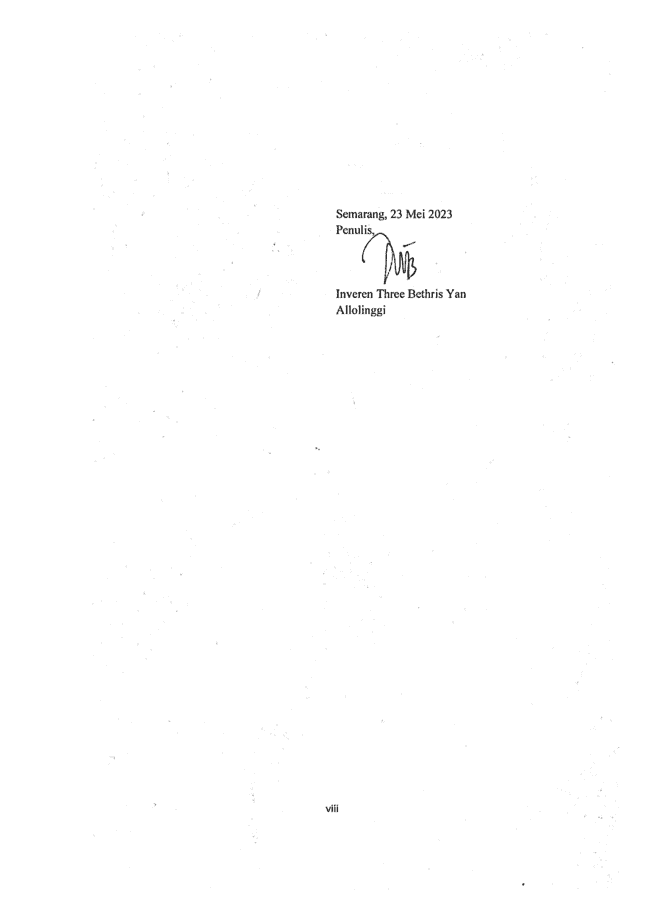 Semarang, 23 Mei 2023
Penulis,
Inveren Three Bethris Yan
Allolinggi
viii